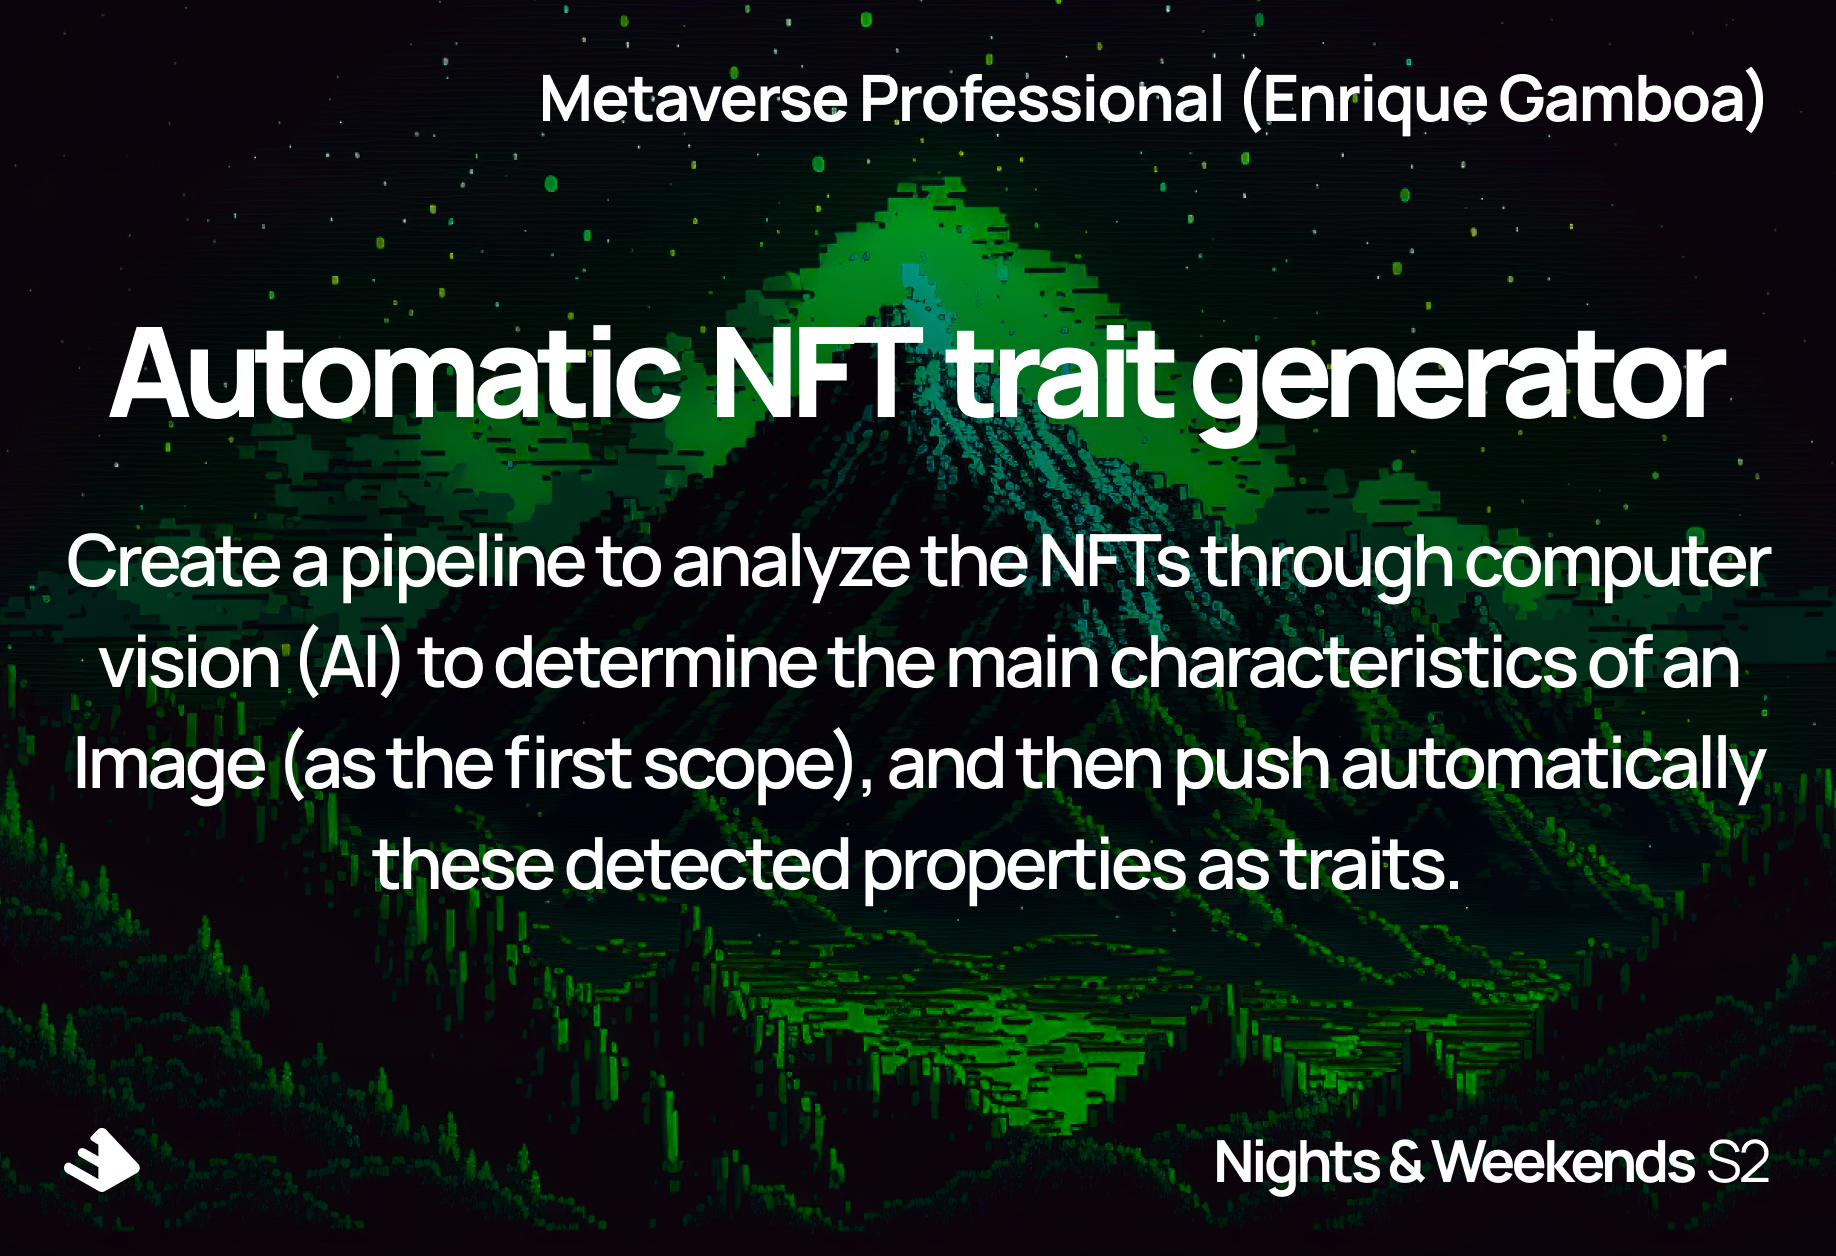 Metaverse Professional (Enrique Gamboa)
Automatic NFT trait generator
Create a pipeline to analyze the NFTs through computer
vision (AI) to determine the main characteristics of an
Image (as the first scope), and then push automatically
these detected properties as traits.
Nights & Weekends S2